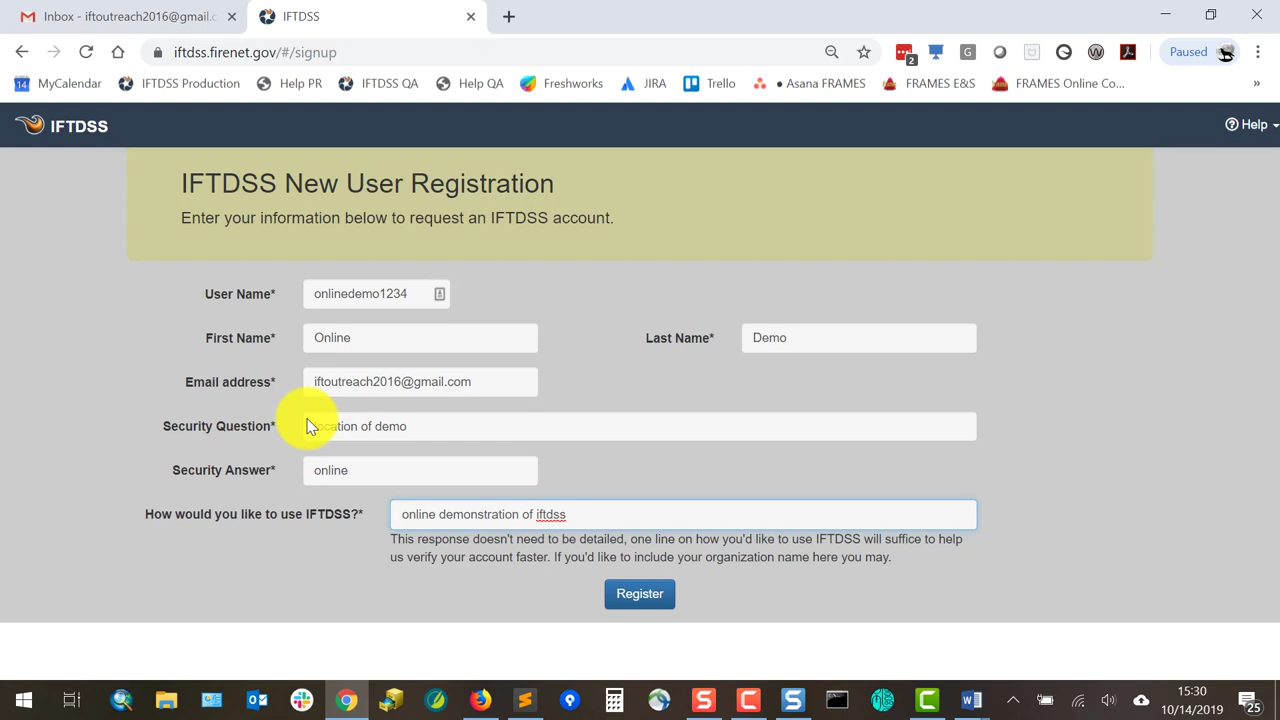 Inbox - iftoutreach2016@gmail.c
IFTDSS
iftdss.firenet.gov/#/signup
2
G
Paused
14 MyCalendar
IFTDSS Production
Help PR
IFTDSS QA
Help QA
Freshworks
JIRA
Trello
● Asana FRAMES
FRAMES E&S
FRAMES Online Co...
»
IFTDSS
Help
IFTDSS New User Registration
Enter your information below to request an IFTDSS account.
User Name* onlinedemo1234
First Name* Online
Last Name* Demo
Email address* iftoutreach2016@gmail.com
Security Question* location of demo
Security Answer* online
How would you like to use IFTDSS?* online demonstration of iftdss
This response doesn't need to be detailed, one line on how you'd like to use IFTDSS will suffice to help
us verify your account faster. If you'd like to include your organization name here you may.
Register
15:30
10/14/2019
25